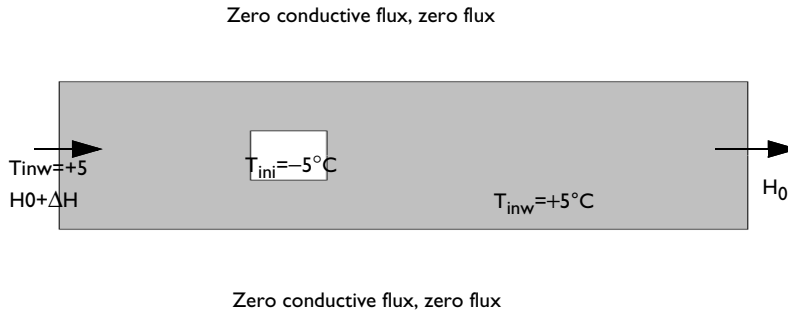 Zero conductive flux, zero flux
Tinw=+5
H0+ΔH
Tini=−5°C
Tinw=+5°C
H0
Zero conductive flux, zero flux